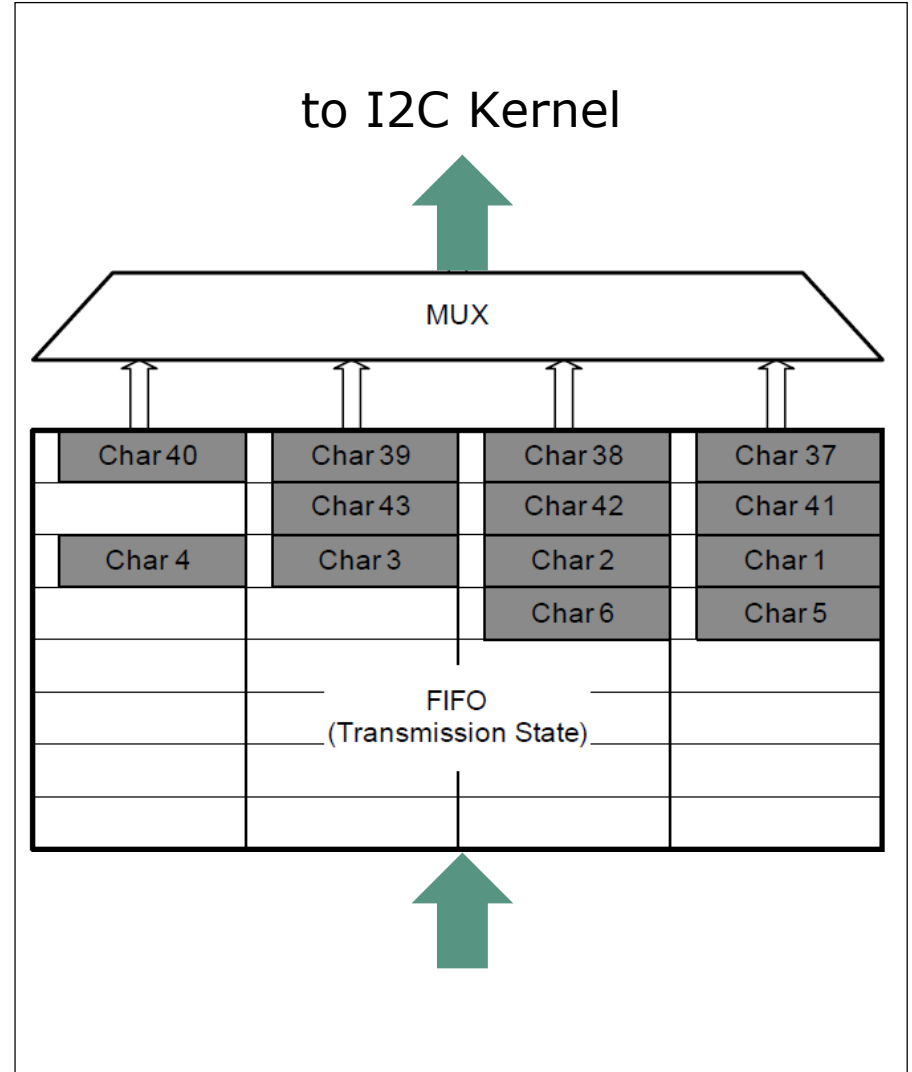 to I2C Kernel
MUX
Char 40 Char 39 Char 38 Char 37
Char 43 Char 42 Char 41
Char 4 Char 3 Char 2 Char 1
Char 6 Char 5
FIFO
(Transmission State)